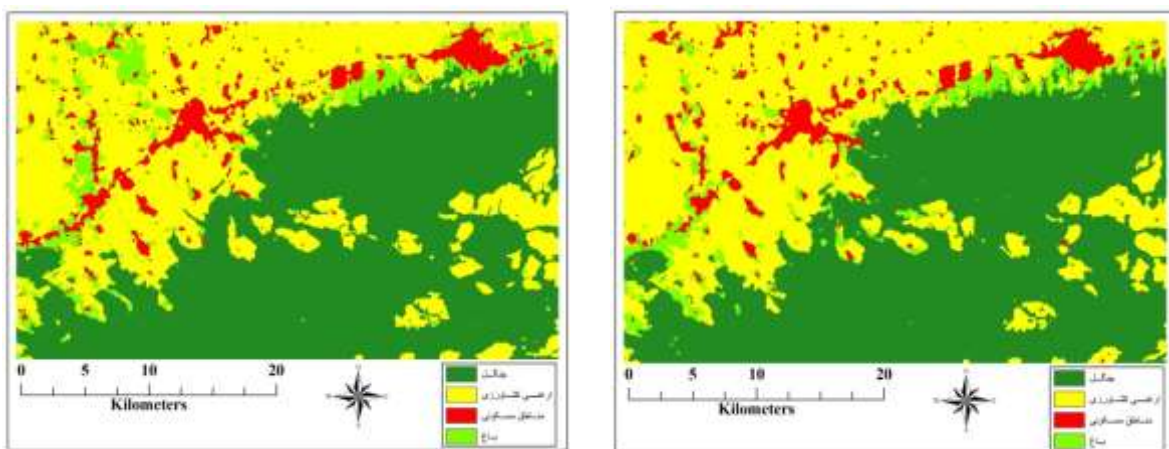 0 5 10 20
Kilometers
جنگل
اراضی کشاورزی
مناطق مسکونی
باغ
0 5 10 20
Kilometers
جنگل
اراضی کشاورزی
مناطق مسکونی
باغ